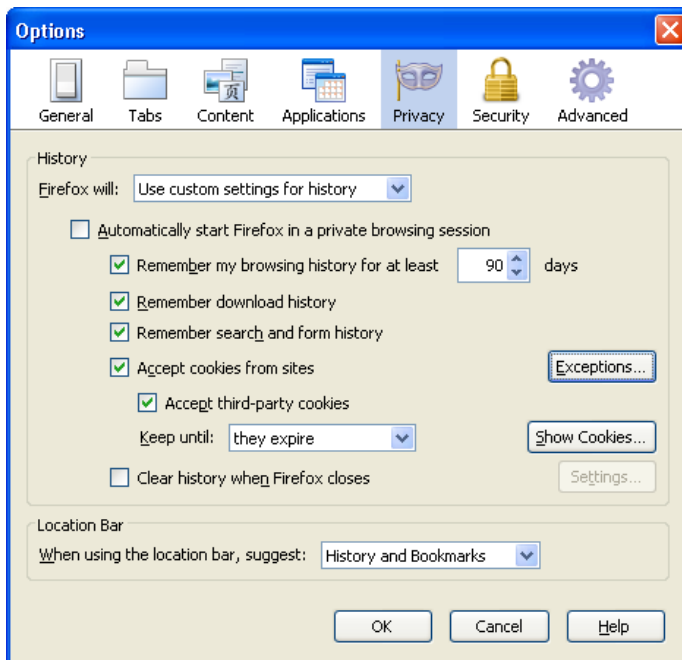 Options
General Tabs 页 Content Applications Privacy Security Advanced
History
Firefox will: Use custom settings for history
Automatically start Firefox in a private browsing session
Remember my browsing history for at least 90 days
Remember download history
Remember search and form history
Accept cookies from sites Exceptions...
Accept third-party cookies
Keep until: they expire Show Cookies...
Clear history when Firefox closes Settings...
Location Bar
When using the location bar, suggest: History and Bookmarks
OK Cancel Help